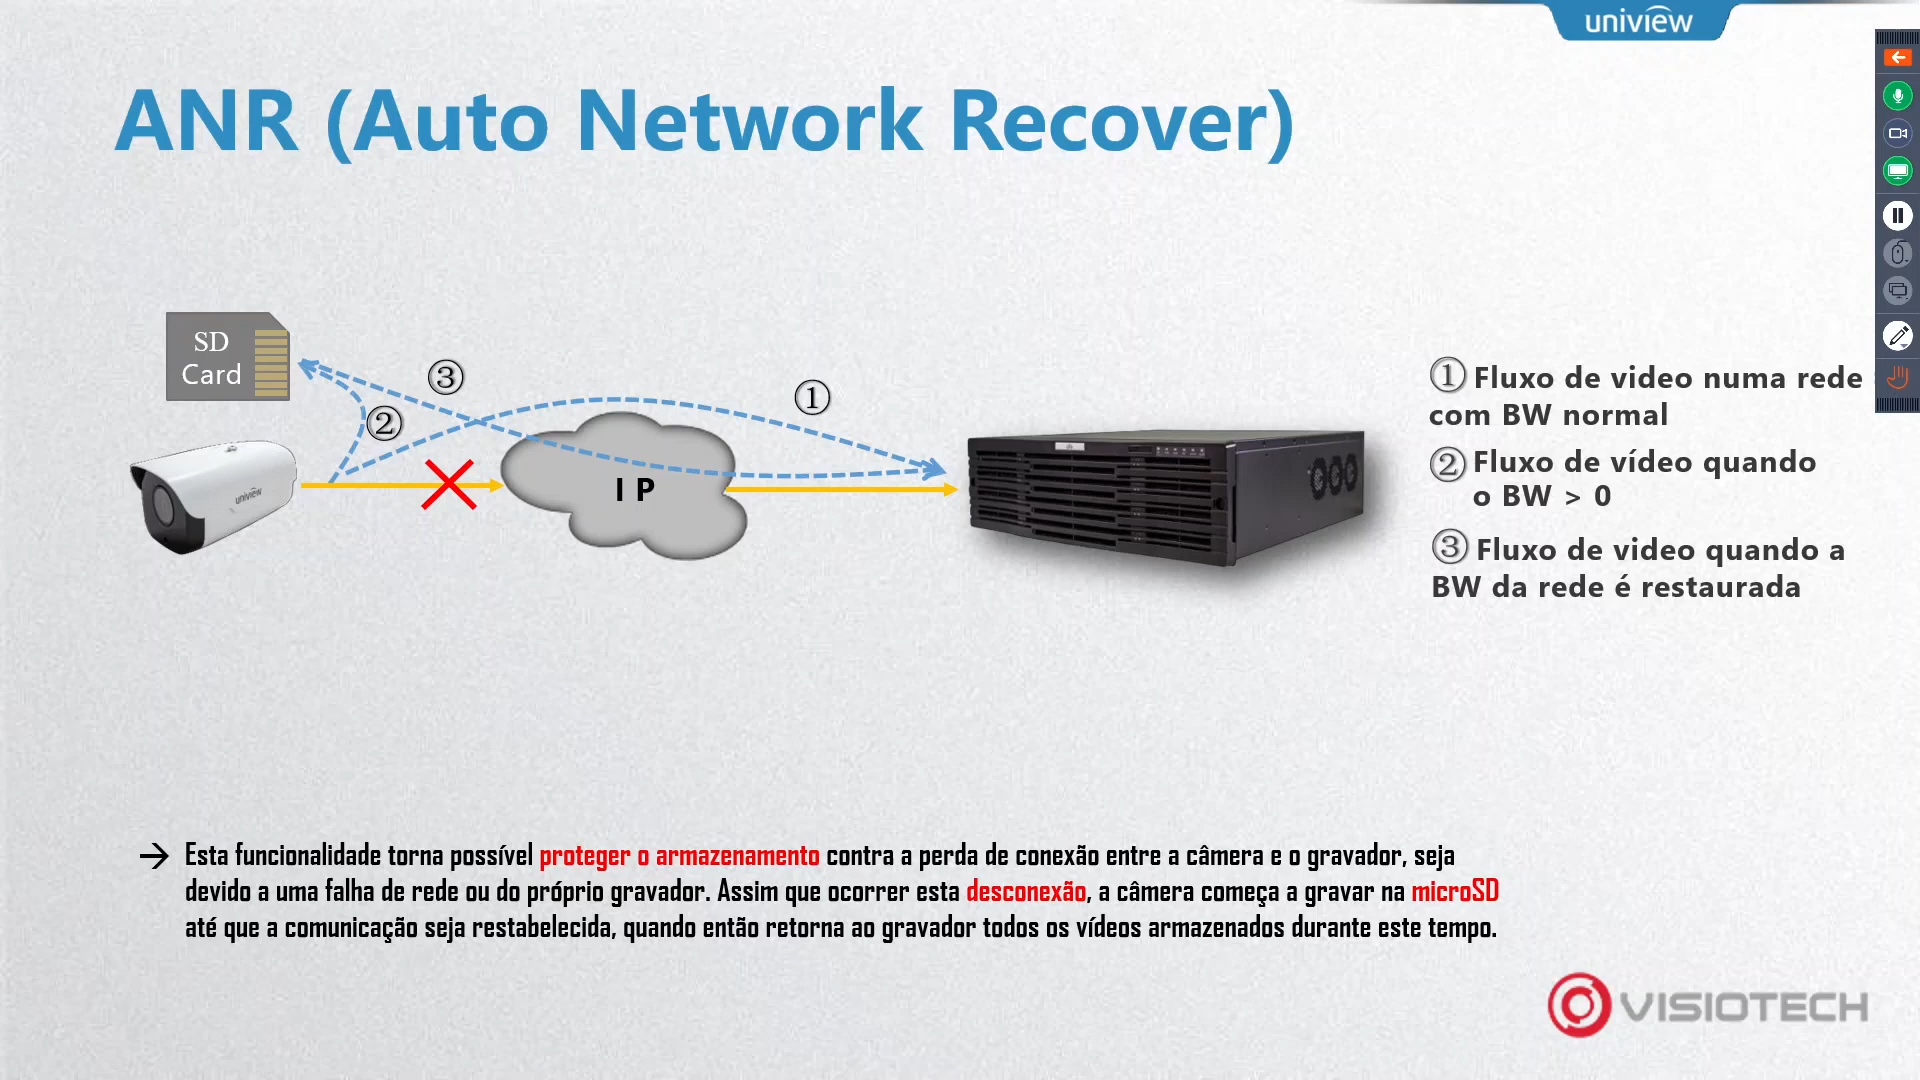 uniview
ANR (Auto Network Recover)
SD
Card
③
①
②
uniview
I P
① Fluxo de video numa rede
com BW normal
② Fluxo de vídeo quando
o BW > 0
③ Fluxo de video quando a
BW da rede é restaurada
→ Esta funcionalidade torna possível proteger o armazenamento contra a perda de conexão entre a câmera e o gravador, seja
devido a uma falha de rede ou do próprio gravador. Assim que ocorrer esta desconexão, a câmera começa a gravar na microSD
até que a comunicação seja restabelecida, quando então retorna ao gravador todos os vídeos armazenados durante este tempo.
VISIOTECH